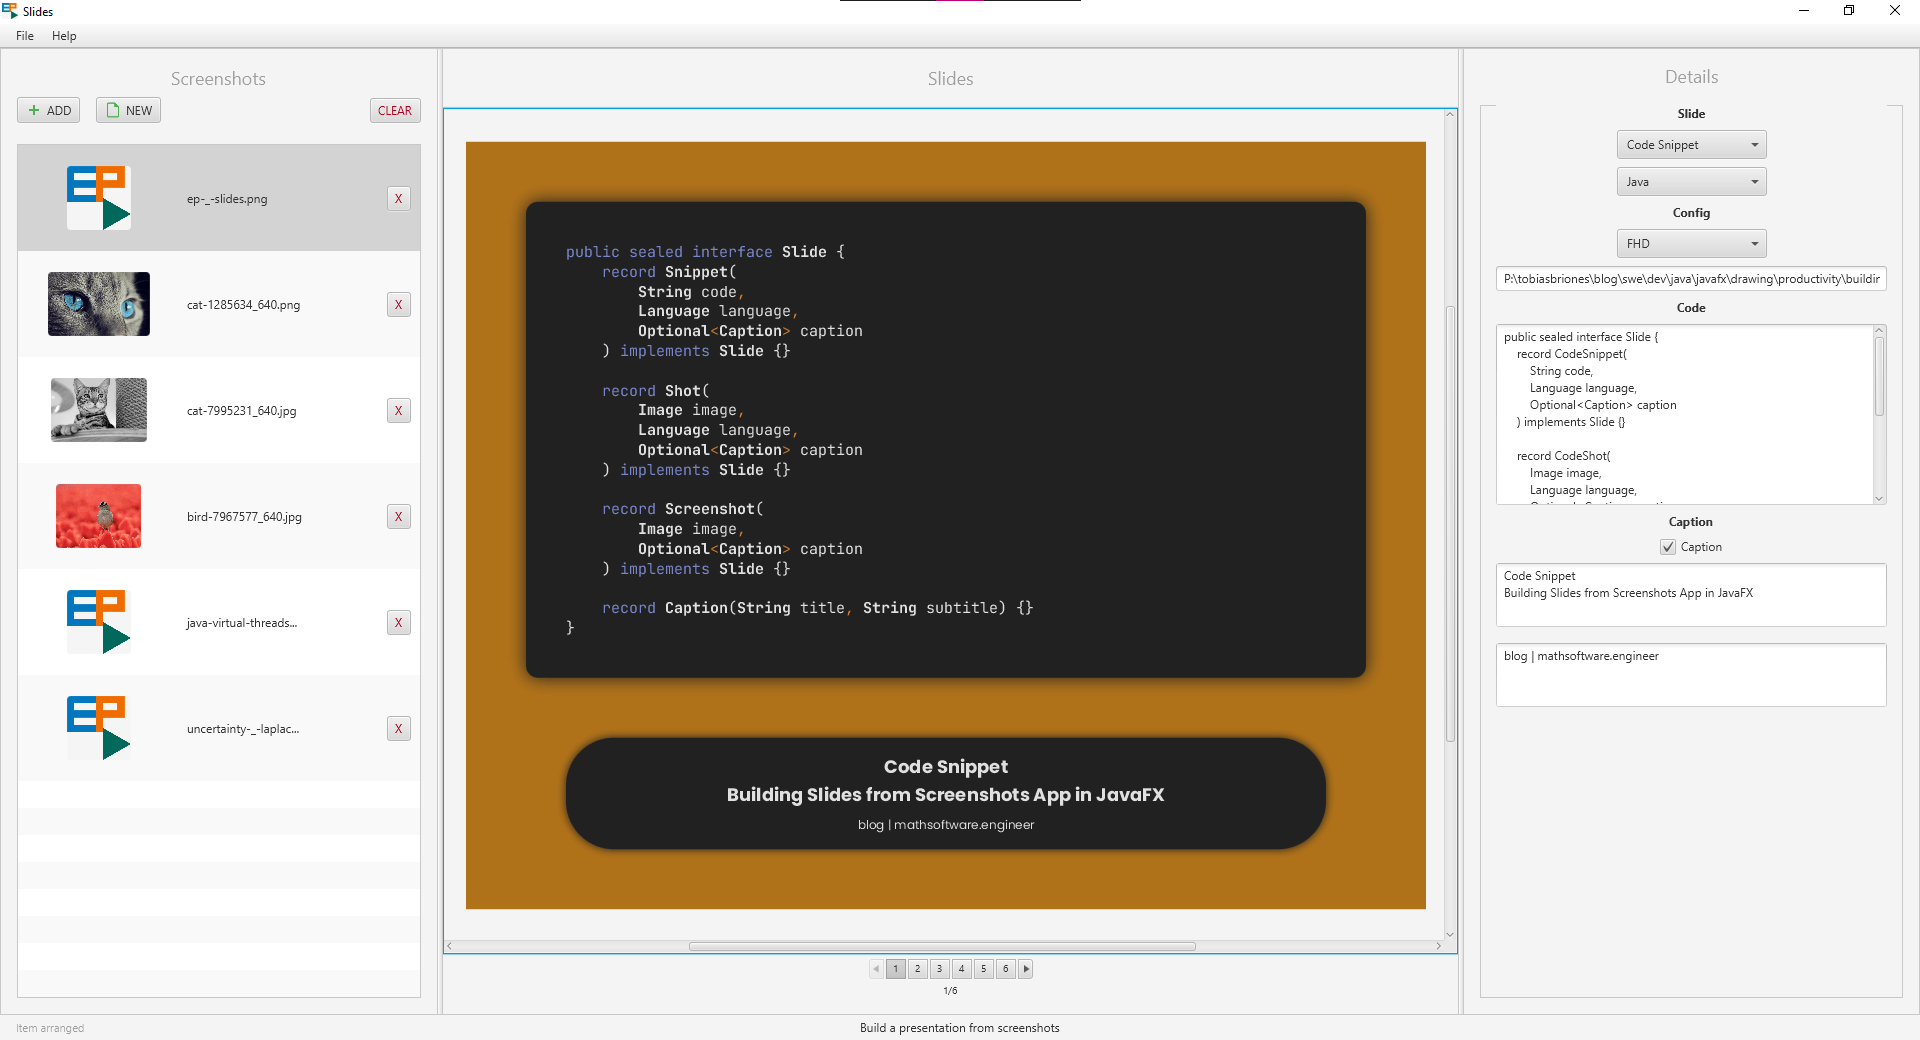 Slides
File Help
Screenshots
ADD NEW CLEAR
EP
ep-_-slides.png X
cat-1285634_640.png X
cat-7995231_640.jpg X
bird-7967577_640.jpg X
EP
java-virtual-threads... X
EP
uncertainty-_-laplac... X
Slides
public sealed interface Slide {
    record Snippet(
        String code,
        Language language,
        Optional<Caption> caption
    ) implements Slide {}
    record Shot(
        Image image,
        Language language,
        Optional<Caption> caption
    ) implements Slide {}
    record Screenshot(
        Image image,
        Optional<Caption> caption
    ) implements Slide {}
    record Caption(String title, String subtitle) {}
}
Code Snippet
Building Slides from Screenshots App in JavaFX
blog | mathsoftware.engineer
1 2 3 4 5 6
1/6
Details
Slide
Code Snippet
Java
Config
FHD
P:\tobiasbriones\blog\swe\dev\java\javafx\drawing\productivity\buildir
Code
public sealed interface Slide {
    record CodeSnippet(
        String code,
        Language language,
        Optional<Caption> caption
    ) implements Slide {}
    record CodeShot(
        Image image,
        Language language,
Caption
Caption
Code Snippet
Building Slides from Screenshots App in JavaFX
blog | mathsoftware.engineer
Item arranged
Build a presentation from screenshots